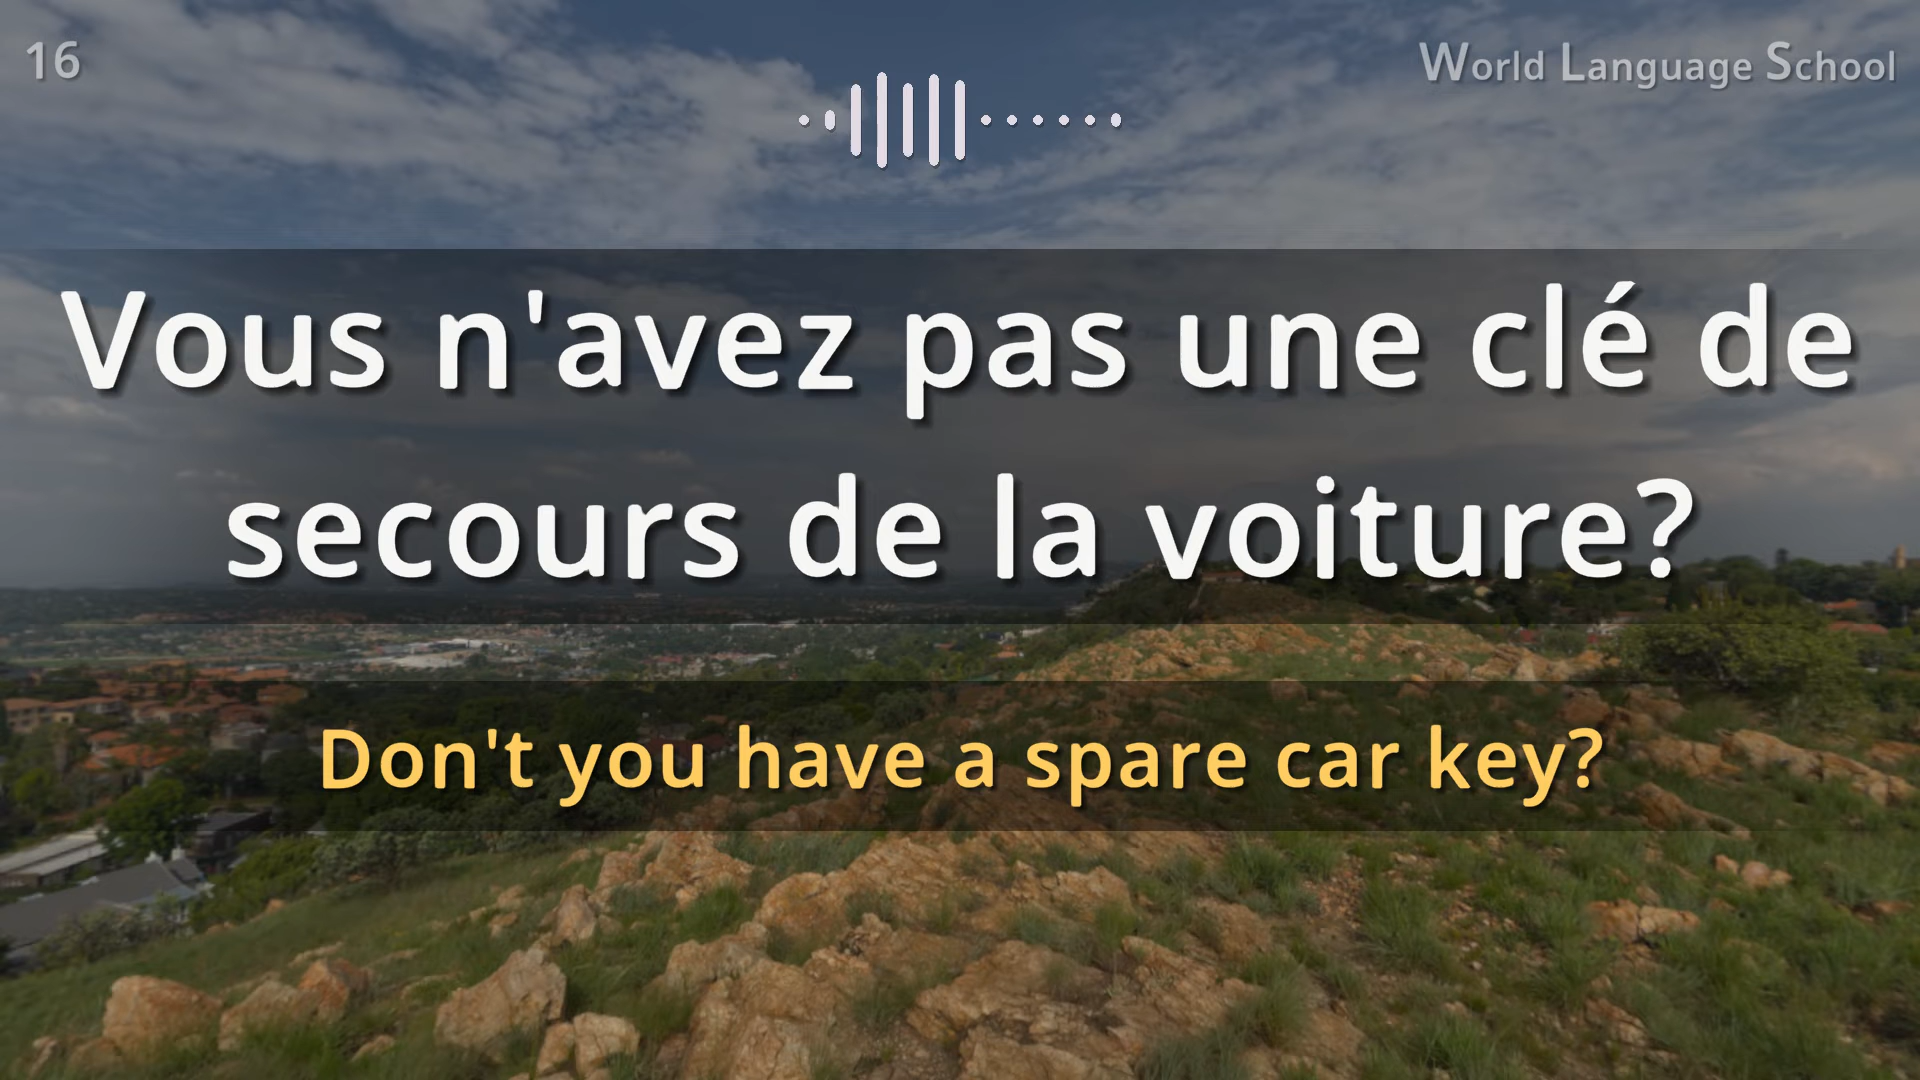 16
World Language School
Vous n'avez pas une clé de
secours de la voiture?
Don't you have a spare car key?